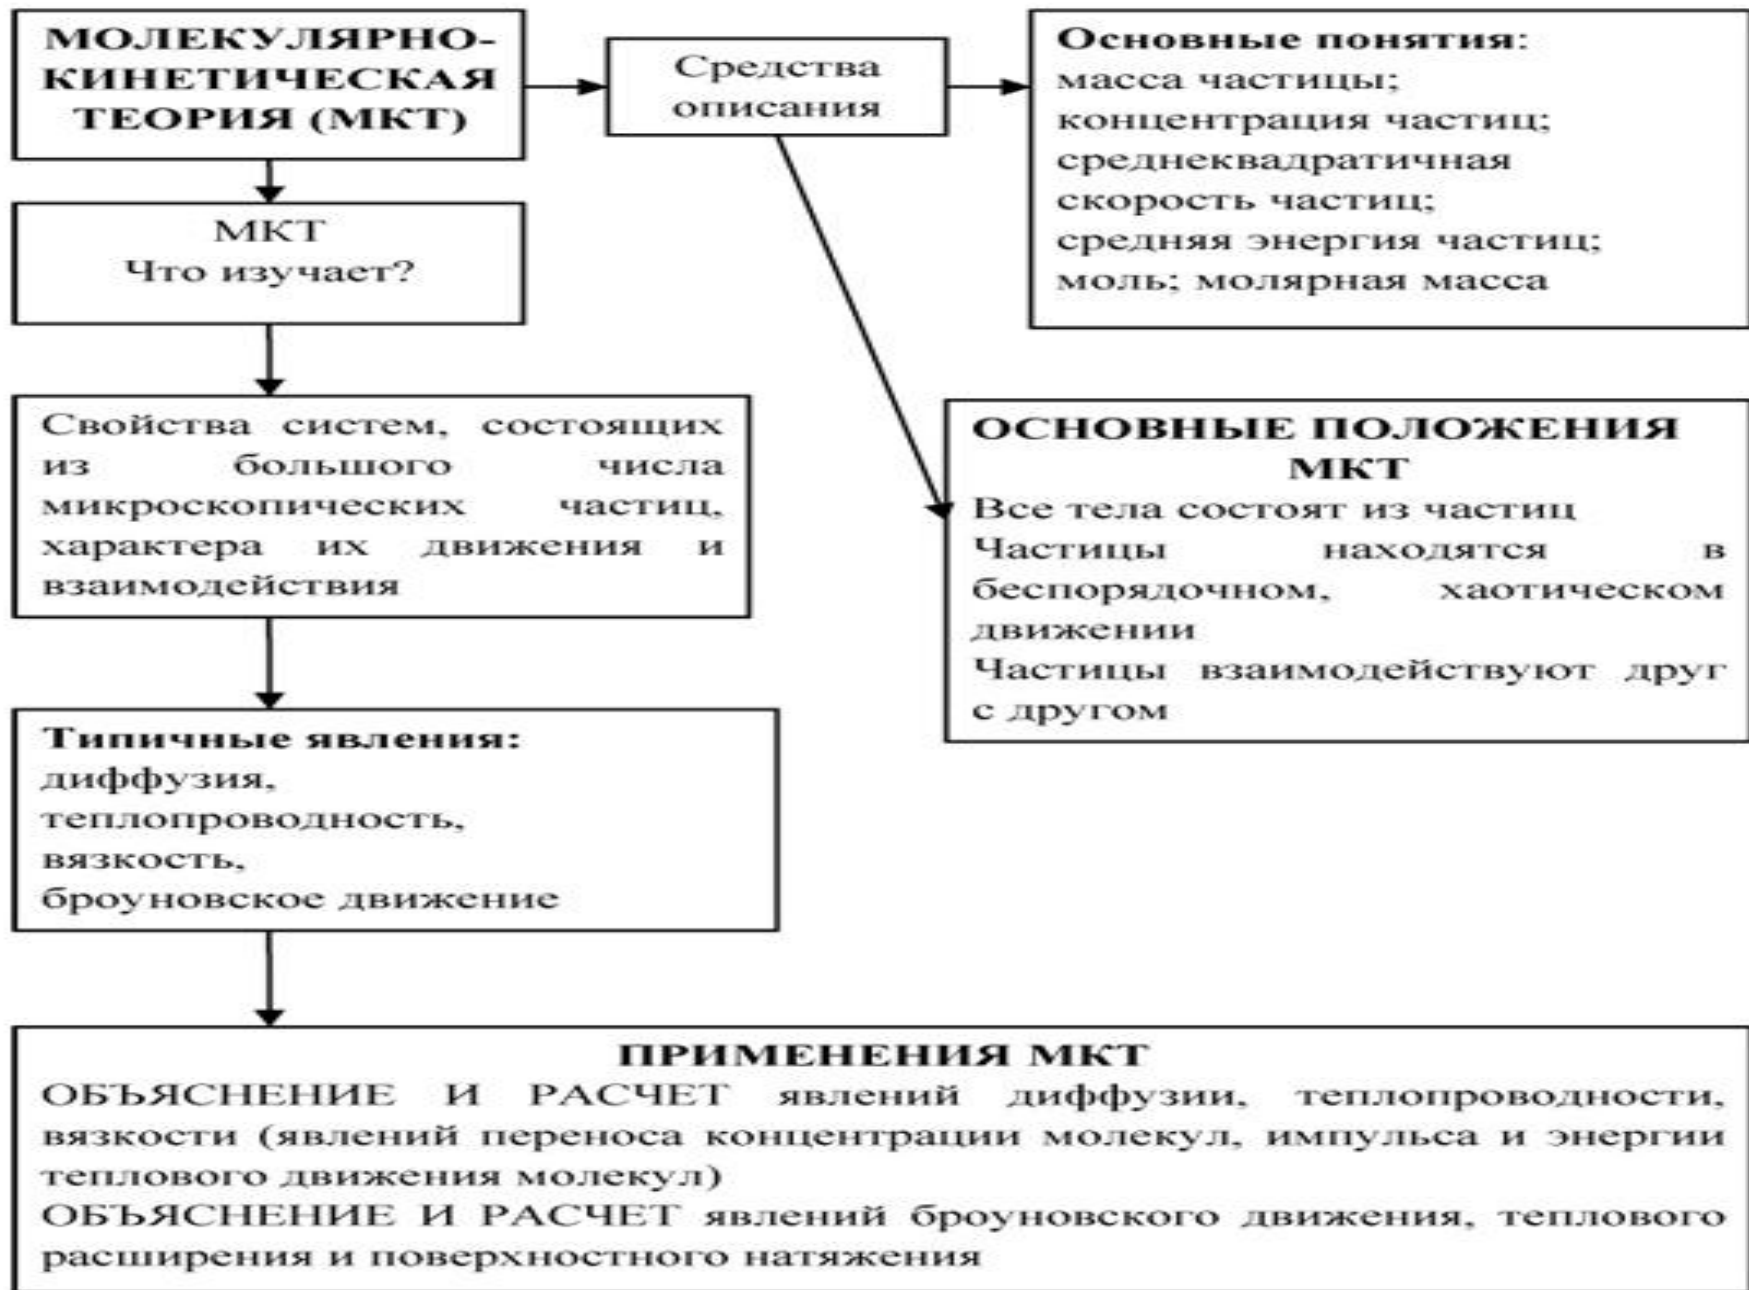 МОЛЕКУЛЯРНО-
КИНЕТИЧЕСКАЯ
ТЕОРИЯ (МКТ)
Средства
описания
Основные понятия:
масса частицы;
концентрация частиц;
среднеквадратичная
скорость частиц;
средняя энергия частиц;
моль; молярная масса
МКТ
Что изучает?
Свойства систем, состоящих
из большого числа
микроскопических частиц,
характера их движения и
взаимодействия
ОСНОВНЫЕ ПОЛОЖЕНИЯ
МКТ
Все тела состоят из частиц
Частицы находятся в
беспорядочном, хаотическом
движении
Частицы взаимодействуют друг
с другом
Типичные явления:
диффузия,
теплопроводность,
вязкость,
броуновское движение
ПРИМЕНЕНИЯ МКТ
ОБЪЯСНЕНИЕ И РАСЧЕТ явлений диффузии, теплопроводности,
вязкости (явлений переноса концентрации молекул, импульса и энергии
теплового движения молекул)
ОБЪЯСНЕНИЕ И РАСЧЕТ явлений броуновского движения, теплового
расширения и поверхностного натяжения